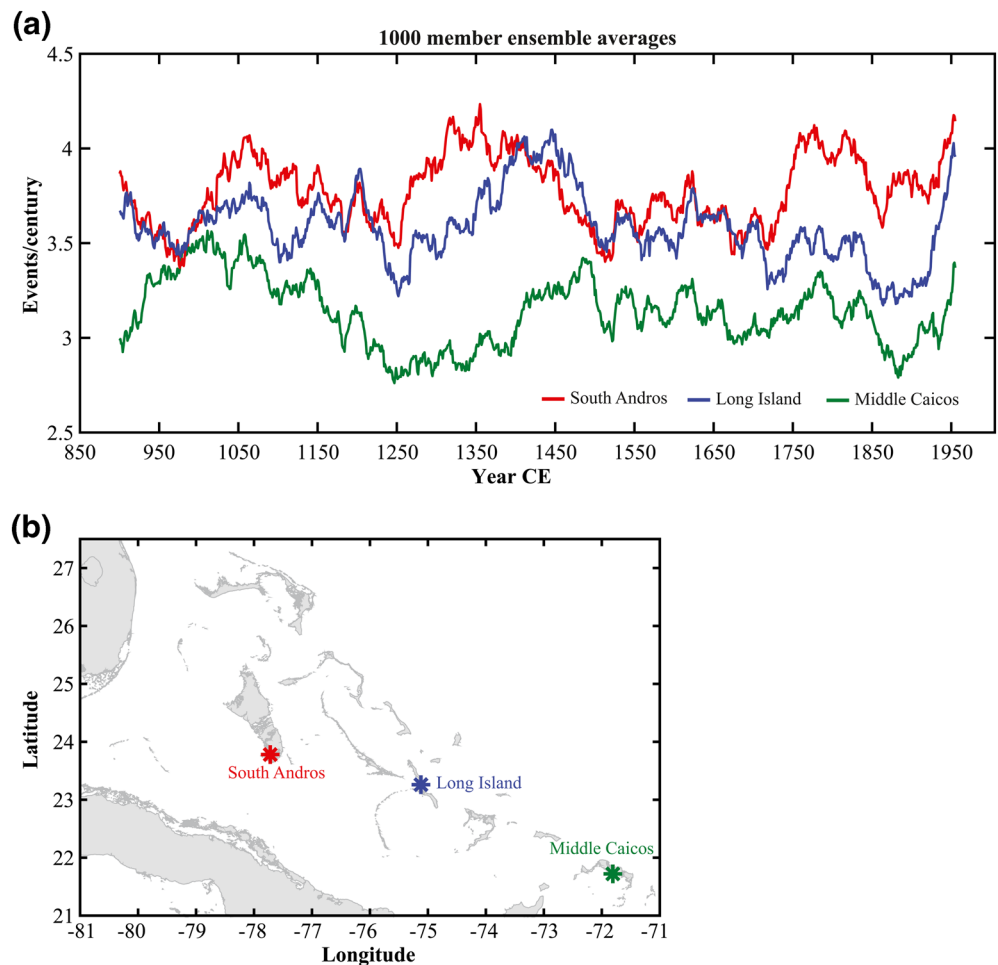 (a)
1000 member ensemble averages
4.5
4
3.5
3
2.5
Events/century
South Andros Long Island Middle Caicos
850 950 1050 1150 1250 1350 1450 1550 1650 1750 1850 1950
Year CE
(b)
27
26
25
24
23
22
21
Latitude
South Andros
Long Island
Middle Caicos
-81 -80 -79 -78 -77 -76 -75 -74 -73 -72 -71
Longitude